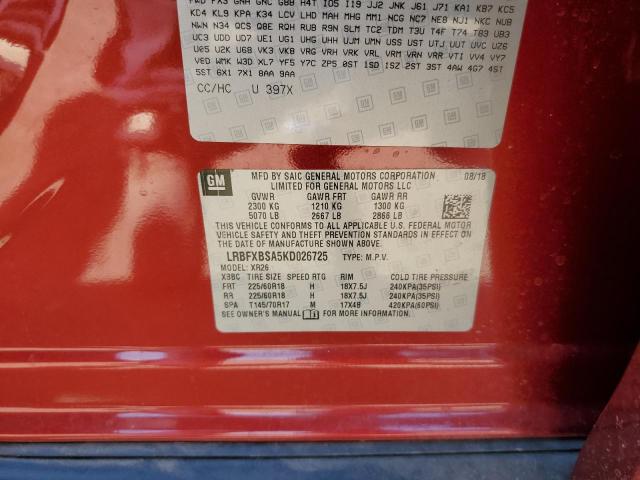 FWD FX3 GNA GNC G8B H4T IO5 I19 JJ2 JNK J61 J71 KA1 KB7 KC5
KC4 KL9 KPA K34 LCV LHD MAH MHG MM1 NCG NC7 NE8 NJ1 NKC NUB
NWN N34 QCS Q8E RQH RUB R9N SLM TC2 TDM T3U T4F T74 T83 UB3
UC3 UDD UD7 UE1 UG1 UHG UHH UJM UMN USS UST UTJ UUT UVC UZ6
U05 U2K U68 VK3 VK8 VRG VRH VRK VRL VRM VRN VRR VTI VV4 VY7
VED WMK W3D XL7 YF5 Y7C ZP5 0ST 1SD 1SZ 2ST 3ST 4AW 4G7 4ST
5ST 6X1 7X1 8AA 9AA
CC/HC U 397X
GM
MFD BY SAIC GENERAL MOTORS CORPORATION 08/18
LIMITED FOR GENERAL MOTORS LLC
GVWR GAWR FRT GAWR RR
2300 KG 1210 KG 1300 KG
5070 LB 2667 LB 2866 LB
THIS VEHICLE CONFORMS TO ALL APPLICABLE U.S. FEDERAL MOTOR
VEHICLE SAFETY AND THEFT PREVENTION STANDARDS IN EFFECT ON
THE DATE OF MANUFACTURE SHOWN ABOVE.
LRBFXBSA5KD026725 TYPE: M.P.V.
MODEL: XR26
XBBC TIRE SIZE SPEED RTG RIM COLD TIRE PRESSURE
FRT 225/60R18 H 18X7.5J 240KPA(35PSI)
RR 225/60R18 H 18X7.5J 240KPA(35PSI)
SPA T145/70R17 M 17X4B 420KPA(60PSI)
SEE OWNER'S MANUAL FOR MORE INFORMATION